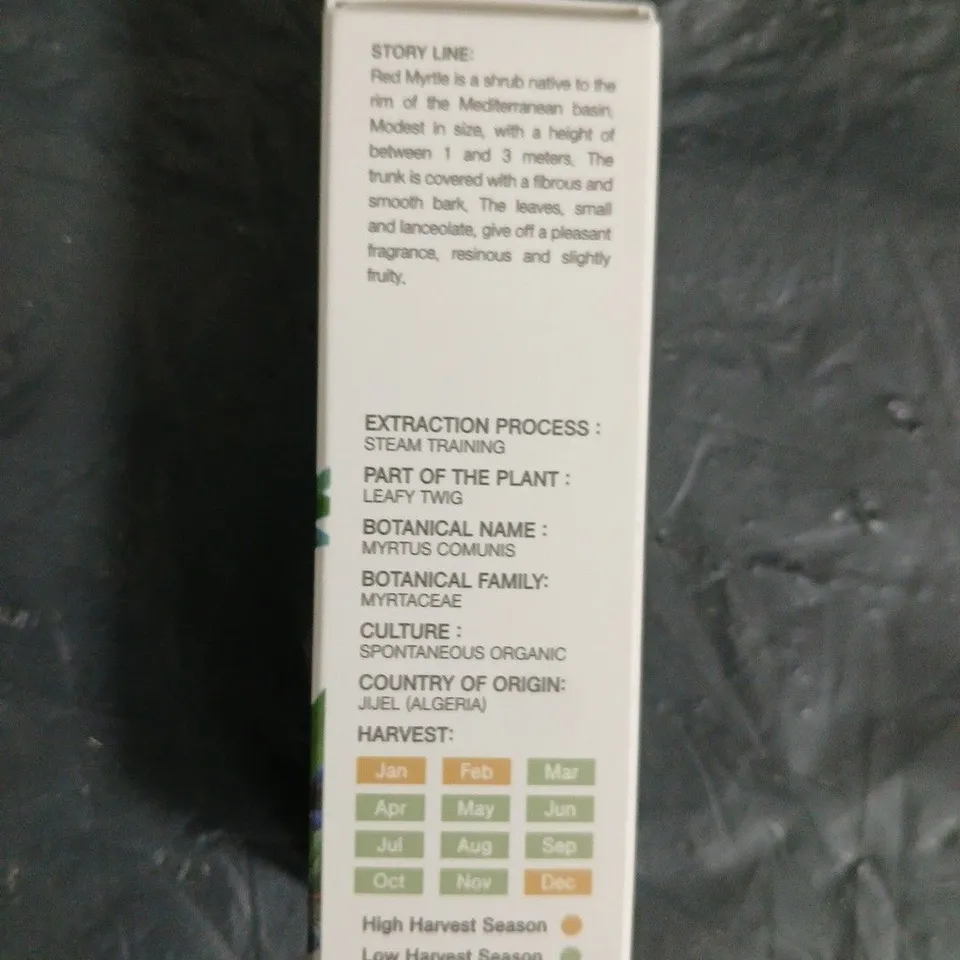 STORY LINE:
Red Myrtle is a shrub native to the
rim of the Mediterranean basin.
Modest in size, with a height of
between 1 and 3 meters. The
trunk is covered with a fibrous and
smooth bark. The leaves, small
and lanceolate, give off a pleasant
fragrance, resinous and slightly
fruity.
EXTRACTION PROCESS :
STEAM TRAINING
PART OF THE PLANT :
LEAFY TWIG
BOTANICAL NAME :
MYRTUS COMUNIS
BOTANICAL FAMILY:
MYRTACEAE
CULTURE :
SPONTANEOUS ORGANIC
COUNTRY OF ORIGIN:
JIJEL (ALGERIA)
HARVEST:
Jan Feb Mar
Apr May Jun
Jul Aug Sep
Oct Nov Dec
High Harvest Season
Low Harvest Season